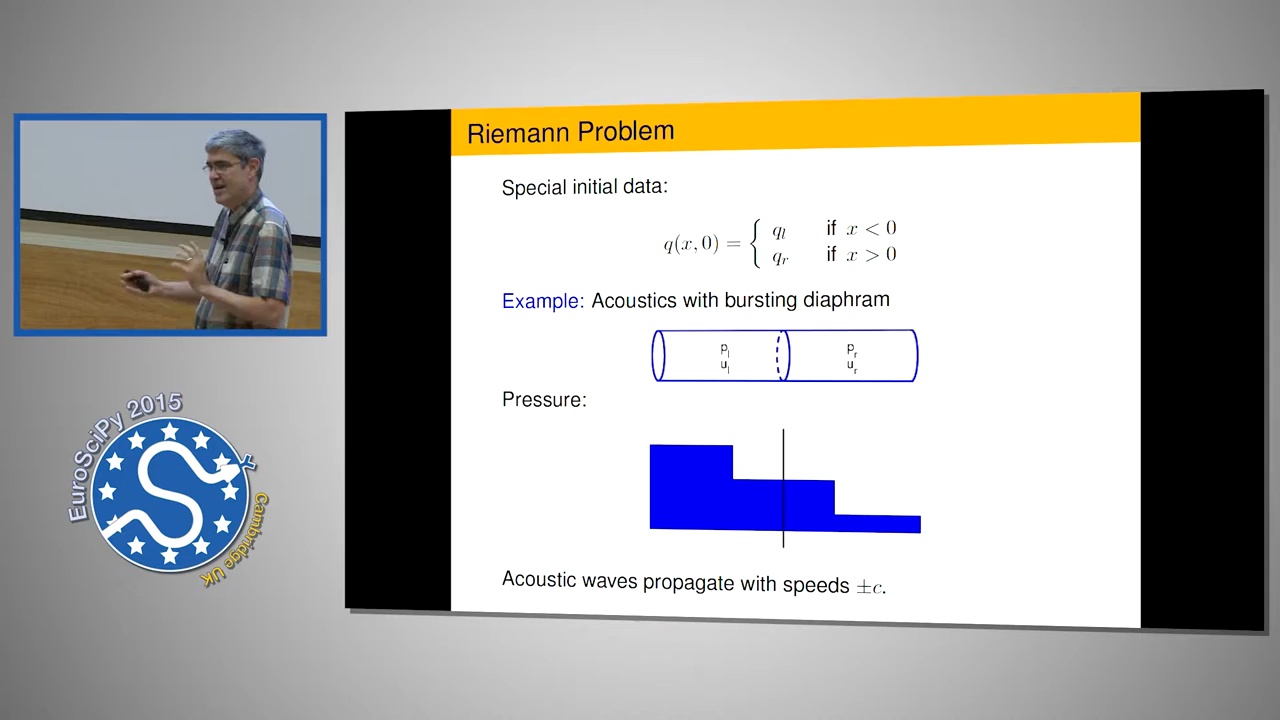 Riemann Problem
Special initial data:
q(x, 0) = { q_l if x < 0
q_r if x > 0
Example: Acoustics with bursting diaphram
p_l p_r
u_l u_r
Pressure:
Acoustic waves propagate with speeds ±c.
EuroSciPy 2015
Cambridge UK